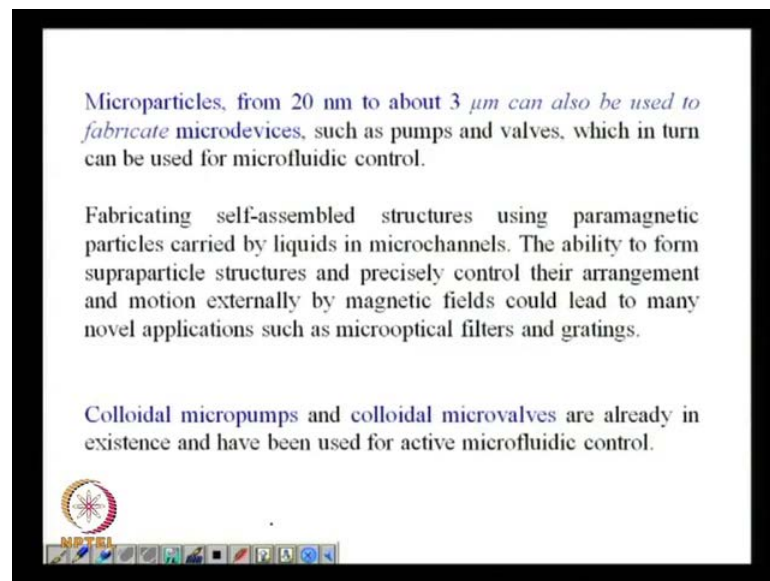 Microparticles, from 20 nm to about 3 μm can also be used to
fabricate microdevices, such as pumps and valves, which in turn
can be used for microfluidic control.
Fabricating self-assembled structures using paramagnetic
particles carried by liquids in microchannels. The ability to form
supraparticle structures and precisely control their arrangement
and motion externally by magnetic fields could lead to many
novel applications such as microoptical filters and gratings.
Colloidal micropumps and colloidal microvalves are already in
existence and have been used for active microfluidic control.
NPTEL